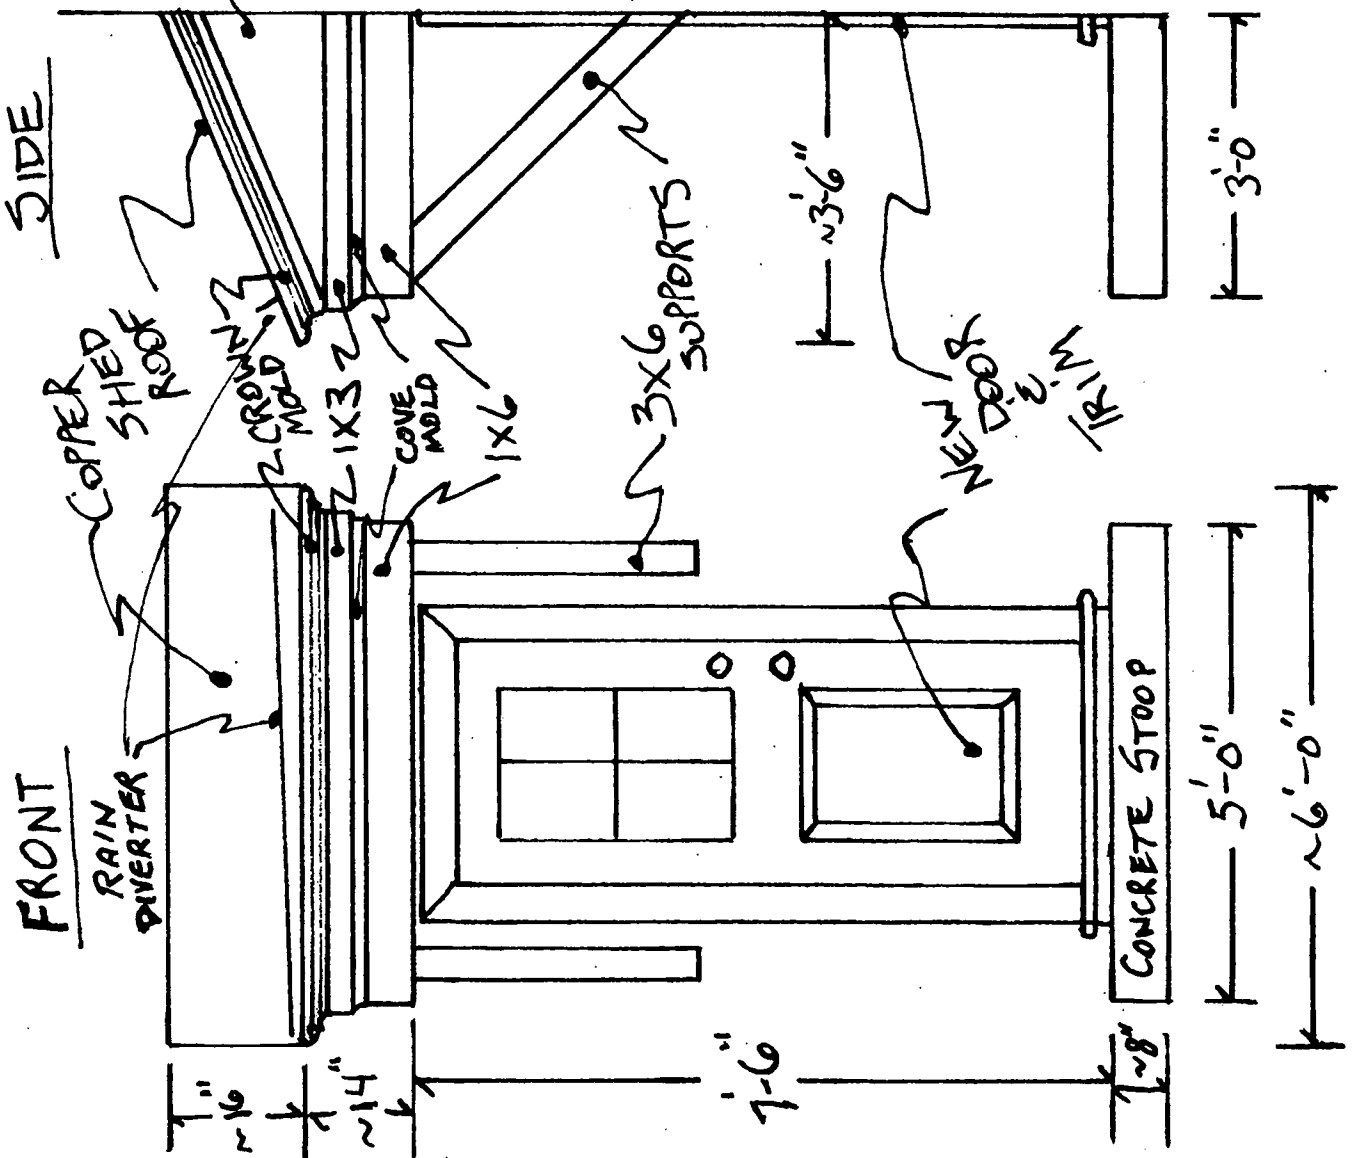 FRONT
SIDE
COPPER
SHED
ROOF
RAIN
DIVERTER
CROWN
MOLD
1X3
COVE
MOLD
1X6
3X6
SUPPORTS
NEW
DOOR
&
TRIM
~16"
~14"
7'-6"
~8"
CONCRETE STOOP
5'-0"
~6'-0"
~3'-6"
3'-0"